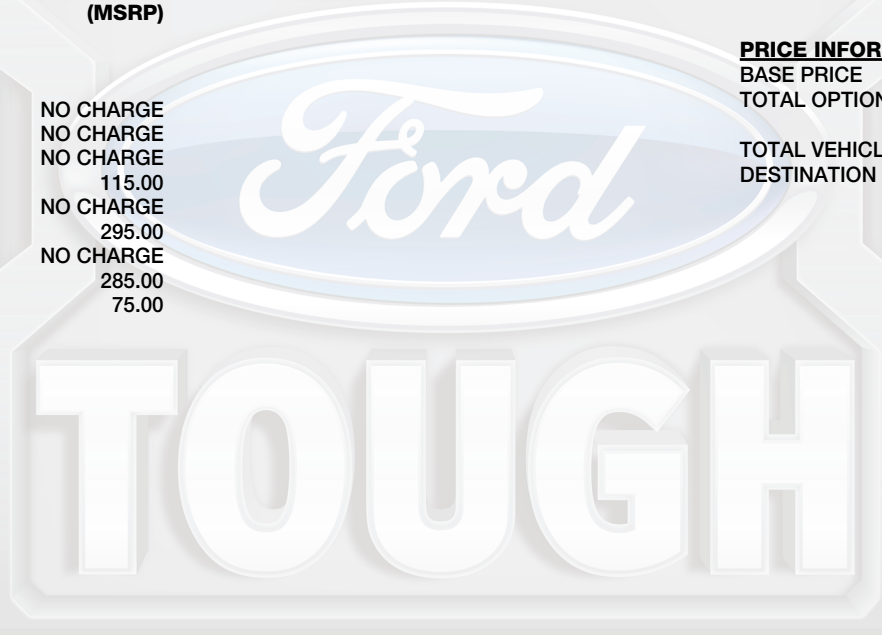 (MSRP)
NO CHARGE
NO CHARGE
NO CHARGE
115.00
NO CHARGE
295.00
NO CHARGE
285.00
75.00
PRICE INFOR
BASE PRICE
TOTAL OPTION
TOTAL VEHICL
DESTINATION
Ford
TOUGH